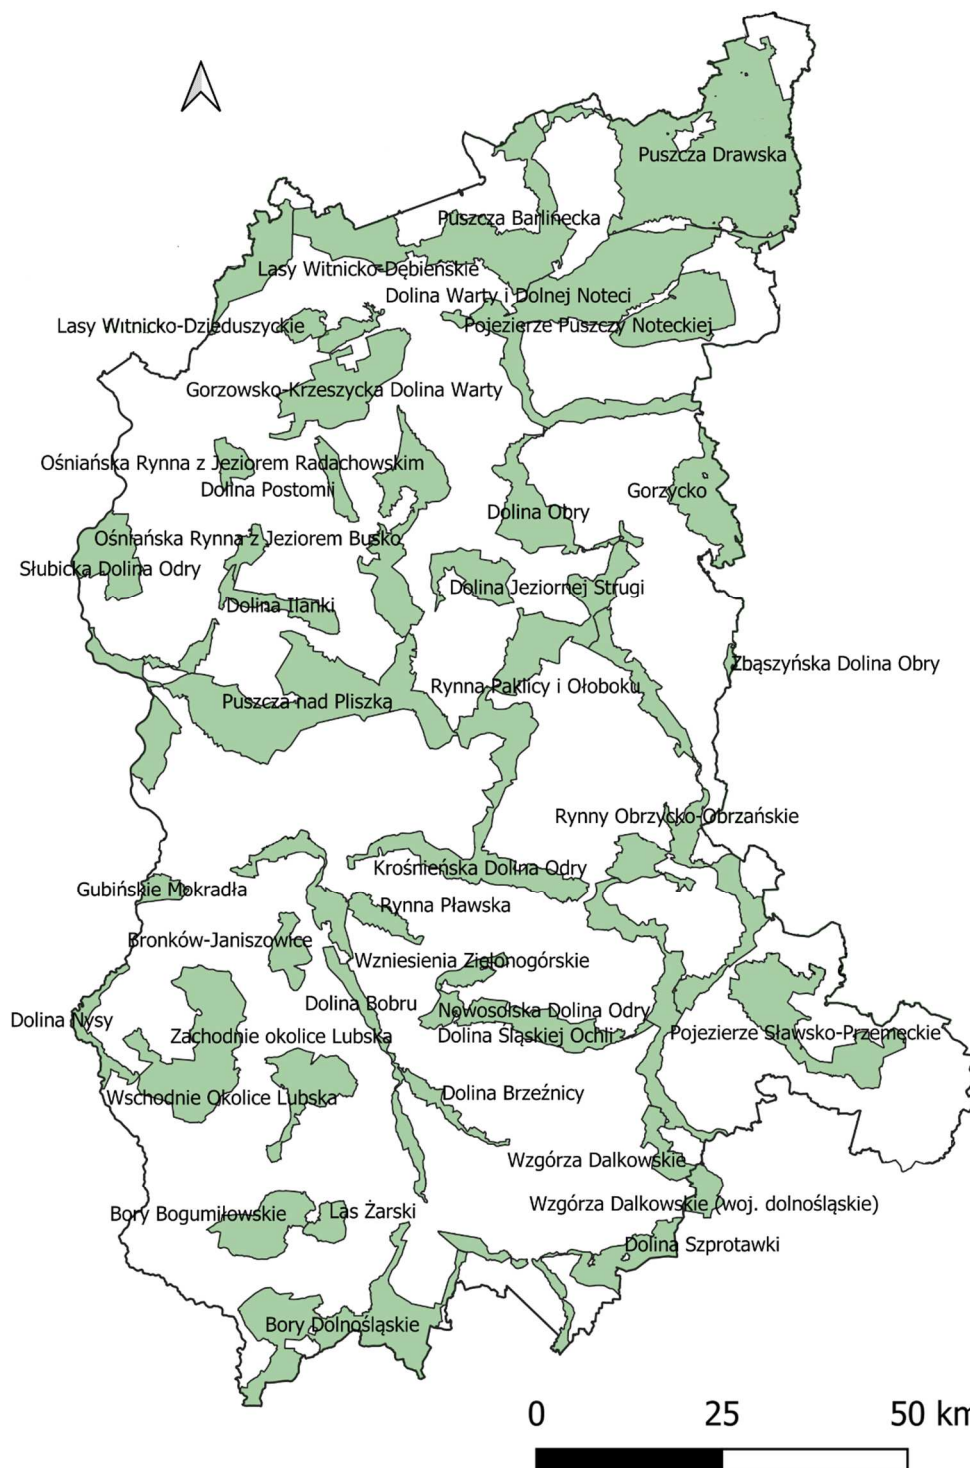 Puszcza Drawska
Puszcza Barlinecka
Lasy Witnicko-Dębieńskie
Dolina Warty i Dolnej Noteci
Lasy Witnicko-Dzieduszyckie
Pojezierze Puszczy Noteckiej
Gorzowsko-Krzeszycka Dolina Warty
Ośniańska Rynna z Jeziorem Radachowskim
Dolina Postomii
Gorzycko
Dolina Obry
Ośniańska Rynna z Jeziorem Busko
Słubicka Dolina Odry
Dolina Jeziornej Strugi
Dolina Ilanki
Zbąszyńska Dolina Obry
Rynna Paklicy i Ołoboku
Puszcza nad Pliszką
Rynny Obrzycko-Obrzańskie
Krośnieńska Dolina Odry
Gubińskie Mokradła
Rynna Pławska
Bronków-Janiszowice
Wzniesienia Zielonogórskie
Dolina Bobru
Nowosolska Dolina Odry
Dolina Nysy
Zachodnie okolice Lubska
Dolina Śląskiej Ochli
Pojezierze Sławsko-Przemęckie
Wschodnie Okolice Lubska
Dolina Brzeźnicy
Wzgórza Dalkowskie
Wzgórza Dalkowskie (woj. dolnośląskie)
Bory Bogumiłowskie
Las Żarski
Dolina Szprotawki
Bory Dolnośląskie
0 25 50 km